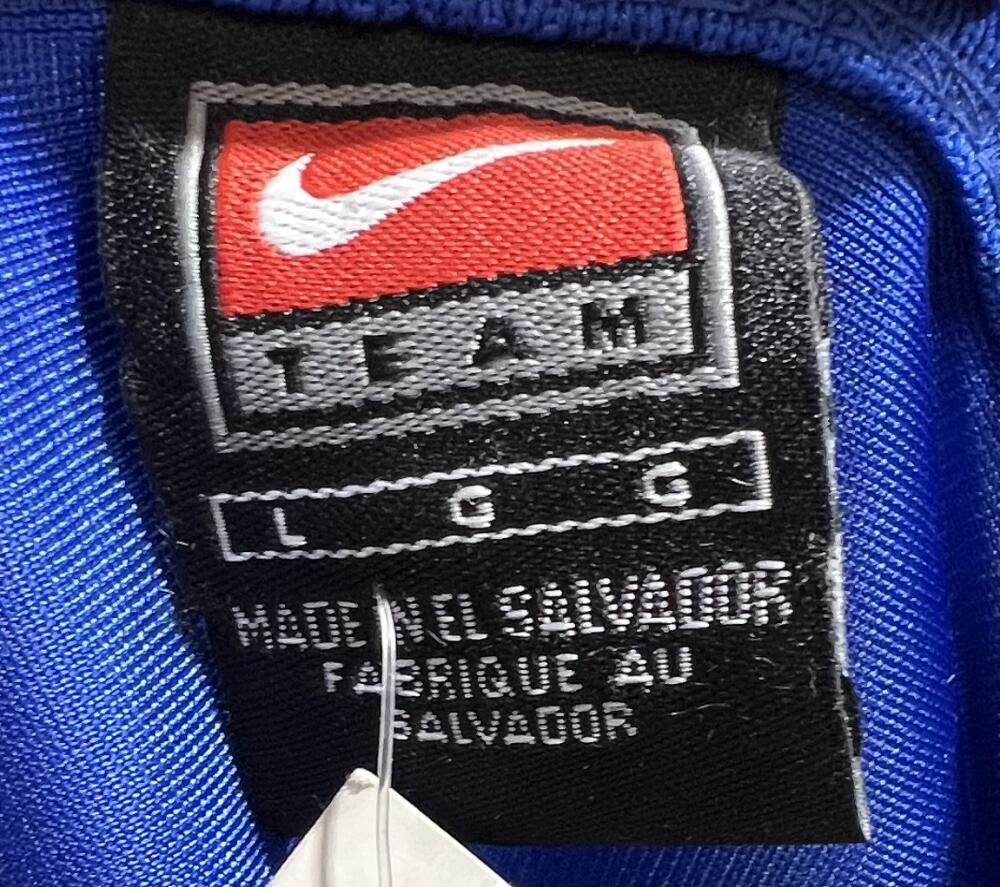 TEAM
L G G
MADE IN EL SALVADOR
FABRIQUE AU
SALVADOR